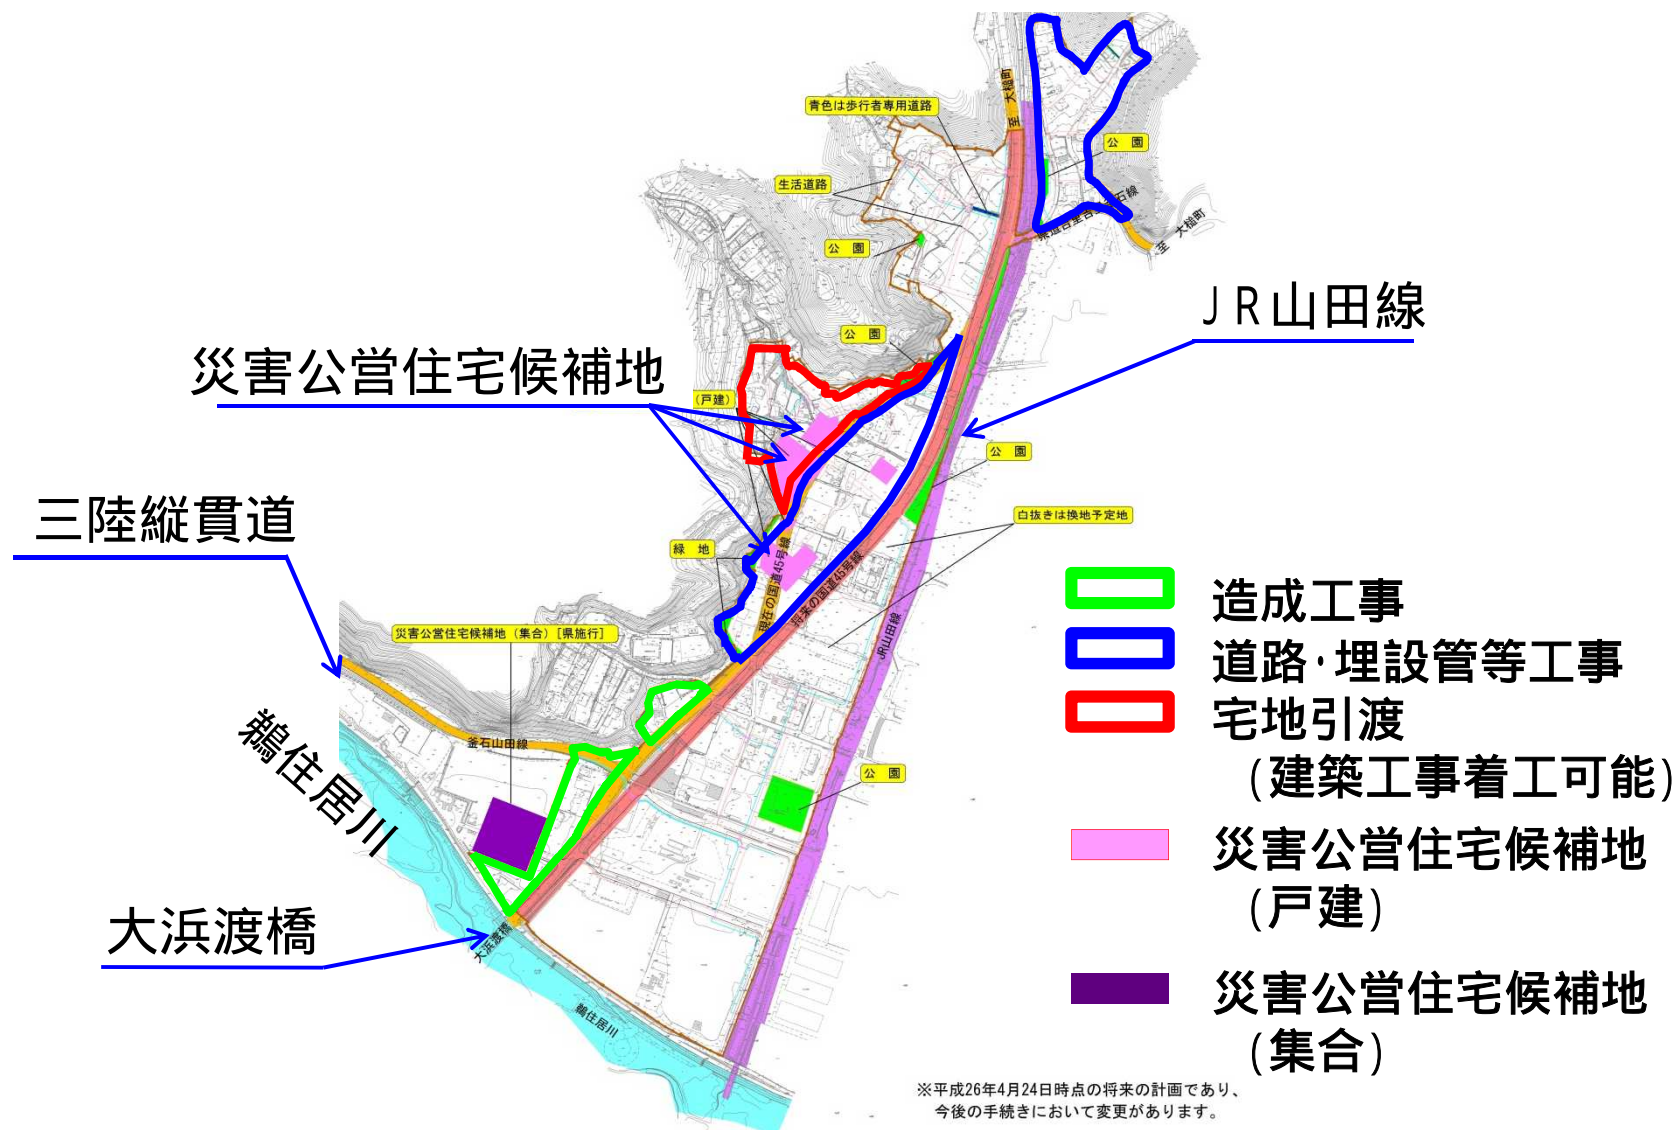 至 大槌町
青色は歩行者専用道路
公 園
生活道路
至 大槌町
公 園
JR山田線
公 園
災害公営住宅候補地
(戸建)
公 園
三陸縦貫道
白抜きは換地予定地
緑 地
現在の国道45号線
将来の国道45号線
造成工事
災害公営住宅候補地(集合)[県施行]
JR山田線
道路・埋設管等工事
宅地引渡
(建築工事着工可能)
鵜住居川
釜石山田線
公 園
災害公営住宅候補地
(戸建)
大浜渡橋
大浜渡橋
災害公営住宅候補地
(集合)
鵜住居川
※平成26年4月24日時点の将来の計画であり、
今後の手続きにおいて変更があります。